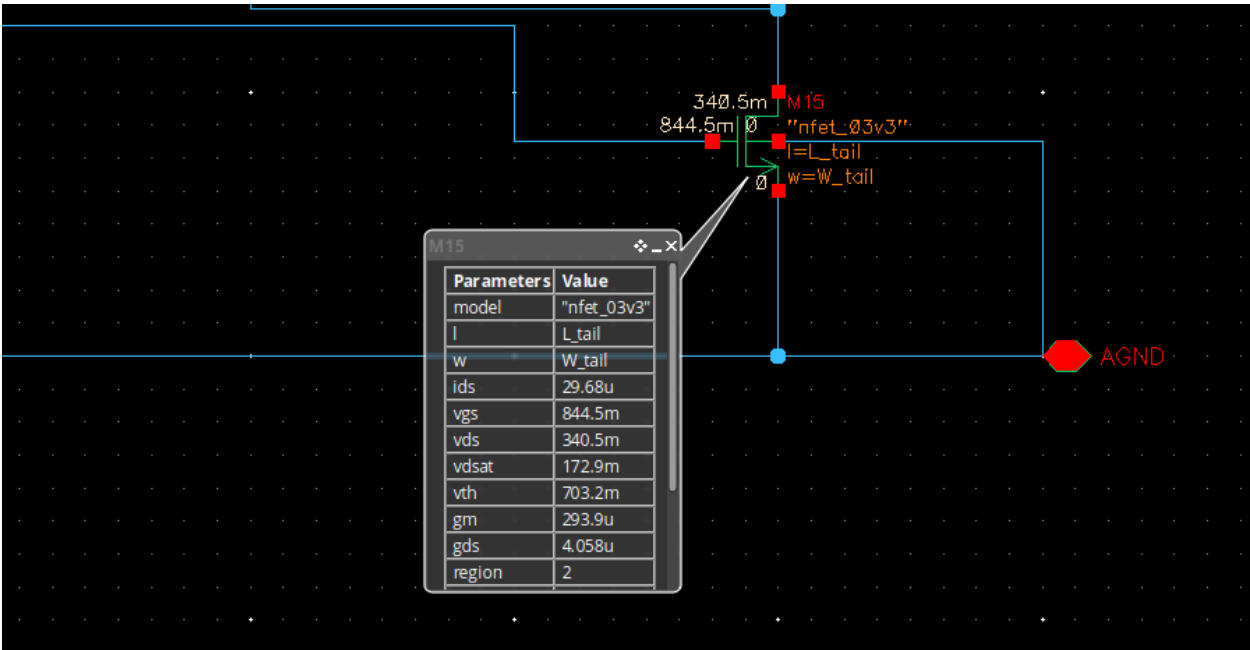 340.5m M15
844.5m 0 "nfet_03v3"
l=L_tail
0 w=W_tail
M15
Parameters Value
model "nfet_03v3"
l L_tail
w W_tail
ids 29.68u
vgs 844.5m
vds 340.5m
vdsat 172.9m
vth 703.2m
gm 293.9u
gds 4.058u
region 2
AGND